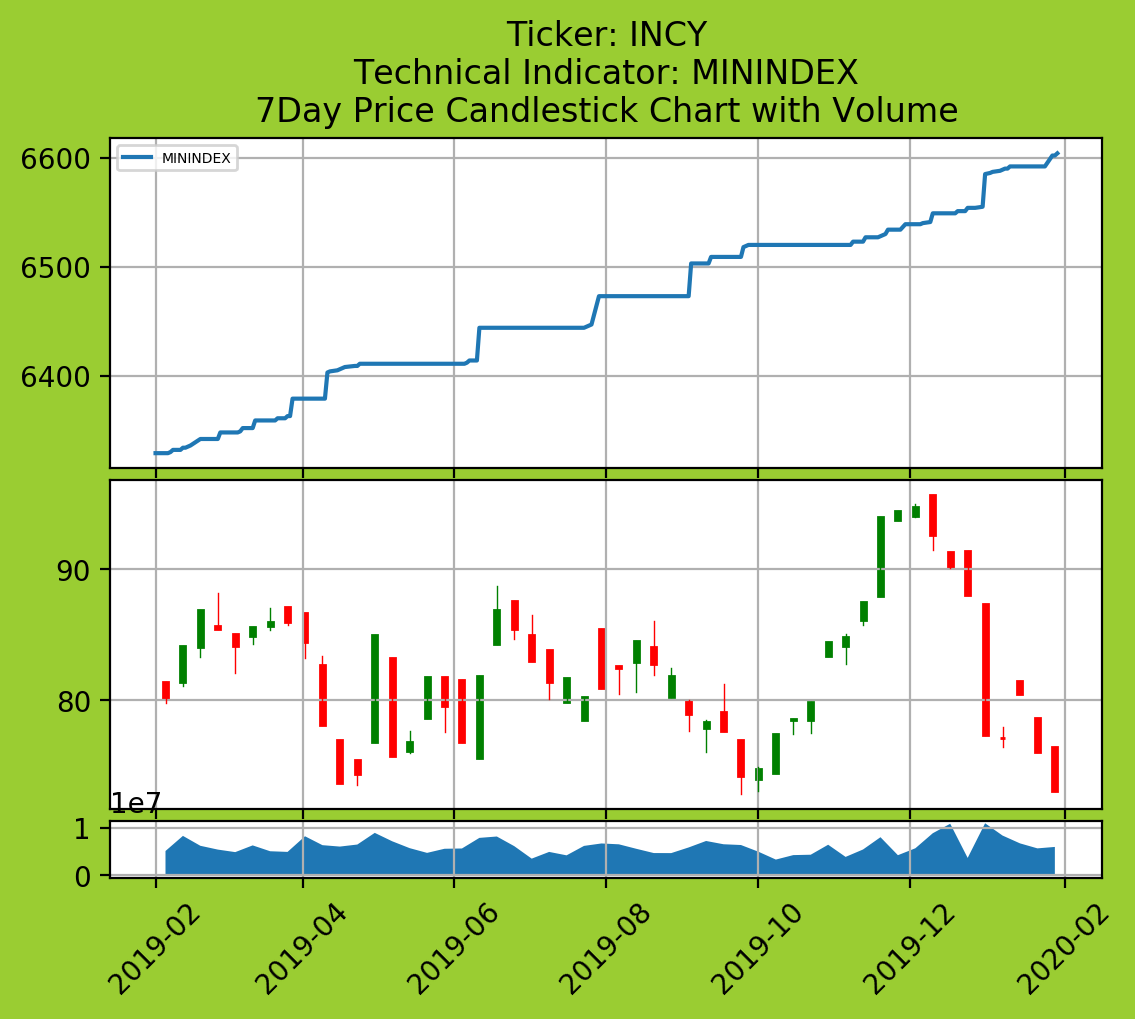 Ticker: INCY
Technical Indicator: MININDEX
7Day Price Candlestick Chart with Volume
MININDEX
6600
6500
6400
90
80
1e7
1
0
2019-02
2019-04
2019-06
2019-08
2019-10
2019-12
2020-02